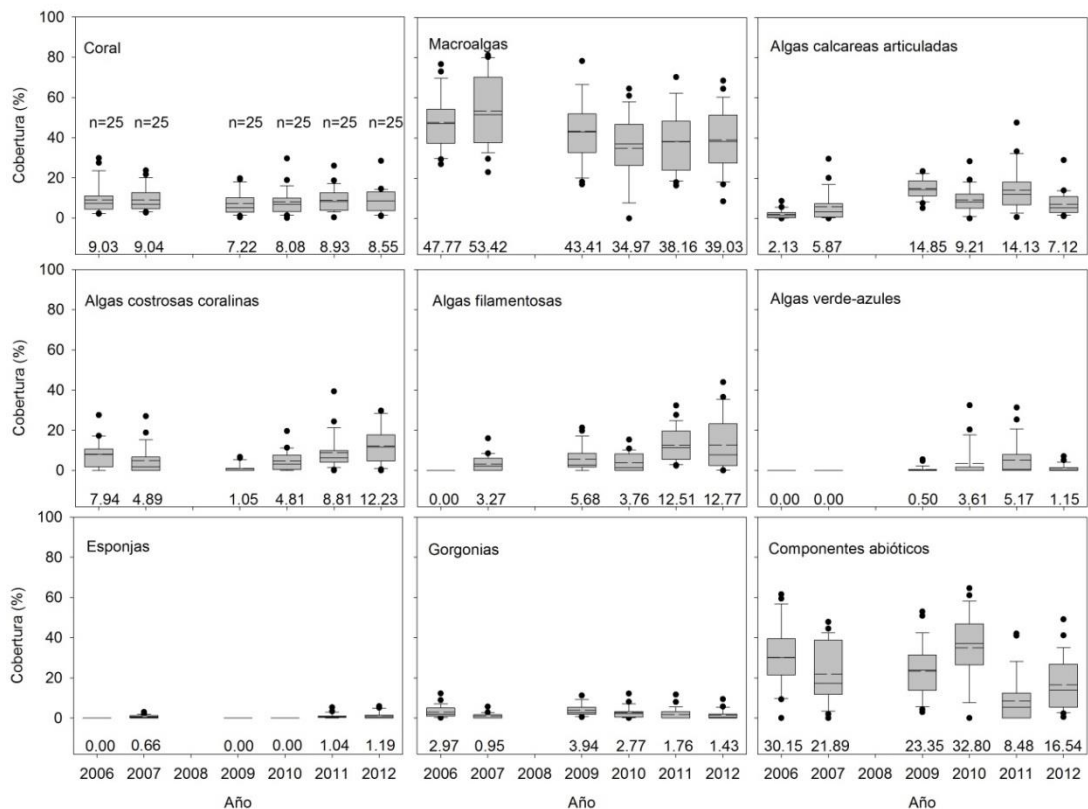 100
80
60
40
20
0
Cobertura (%)
Coral
n=25 n=25 n=25 n=25 n=25 n=25
9.03 9.04 7.22 8.08 8.93 8.55
Macroalgas
47.77 53.42 43.41 34.97 38.16 39.03
Algas calcareas articuladas
2.13 5.87 14.85 9.21 14.13 7.12
100
80
60
40
20
0
Cobertura (%)
Algas costrosas coralinas
7.94 4.89 1.05 4.81 8.81 12.23
Algas filamentosas
0.00 3.27 5.68 3.76 12.51 12.77
Algas verde-azules
0.00 0.00 0.50 3.61 5.17 1.15
100
80
60
40
20
0
Cobertura (%)
Esponjas
0.00 0.66 0.00 0.00 1.04 1.19
Gorgonias
2.97 0.95 3.94 2.77 1.76 1.43
Componentes abióticos
30.15 21.89 23.35 32.80 8.48 16.54
2006 2007 2008 2009 2010 2011 2012
2006 2007 2008 2009 2010 2011 2012
2006 2007 2008 2009 2010 2011 2012
Año
Año
Año